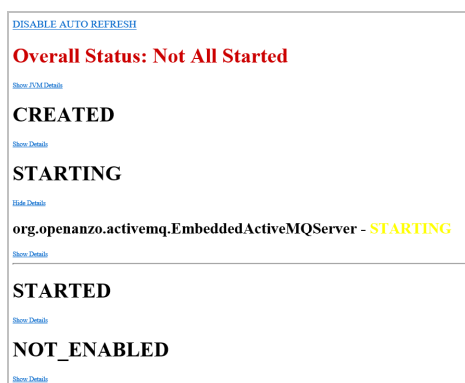 DISABLE AUTO REFRESH
Overall Status: Not All Started
Show JVM Details
CREATED
Show Details
STARTING
Hide Details
org.openanzo.activemq.EmbeddedActiveMQServer - STARTING
Show Details
STARTED
Show Details
NOT_ENABLED
Show Details